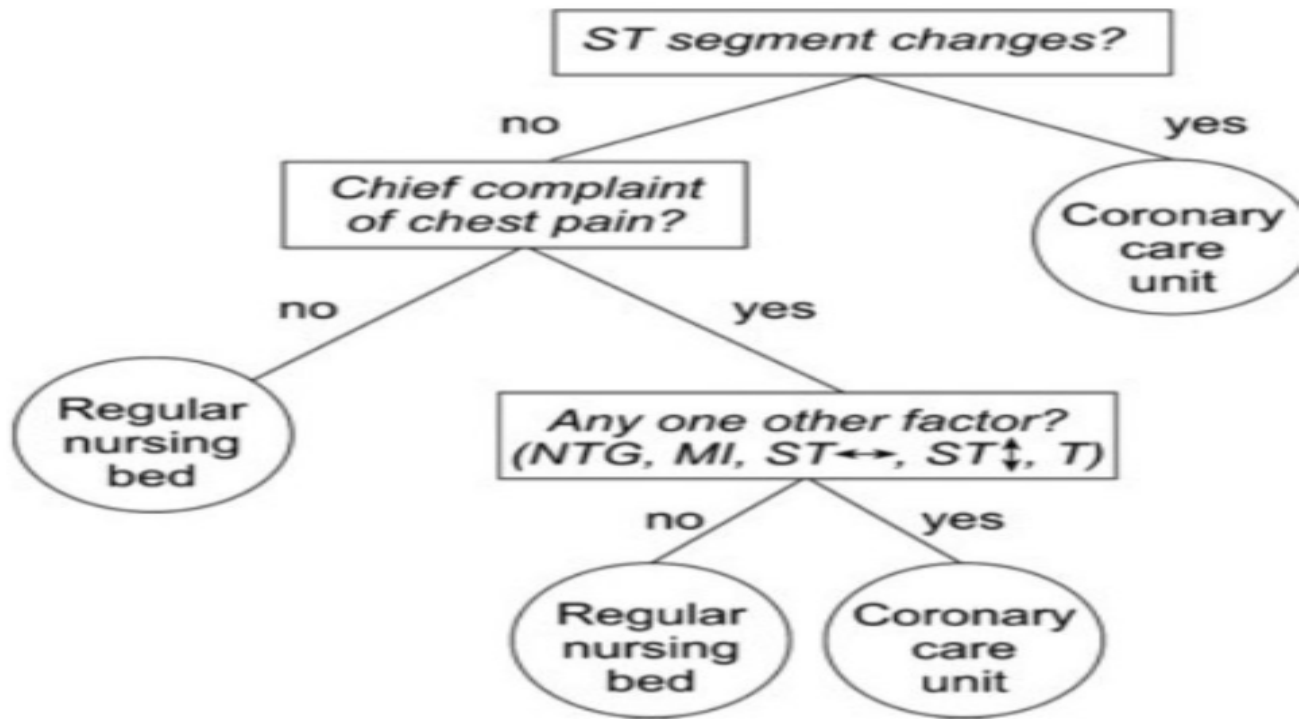 ST segment changes?
no
yes
Chief complaint
of chest pain?
Coronary
care
unit
no
yes
Regular
nursing
bed
Any one other factor?
(NTG, MI, ST↔, ST↕, T)
no
yes
Regular
nursing
bed
Coronary
care
unit